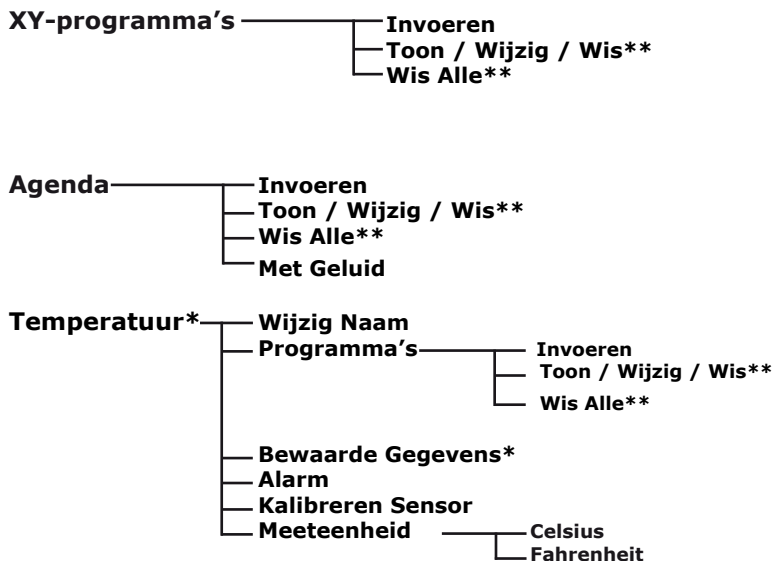 XY-programma’s
Invoeren
Toon / Wijzig / Wis**
Wis Alle**
Agenda
Invoeren
Toon / Wijzig / Wis**
Wis Alle**
Met Geluid
Temperatuur*
Wijzig Naam
Programma’s
Invoeren
Toon / Wijzig / Wis**
Wis Alle**
Bewaarde Gegevens*
Alarm
Kalibreren Sensor
Meeteenheid
Celsius
Fahrenheit